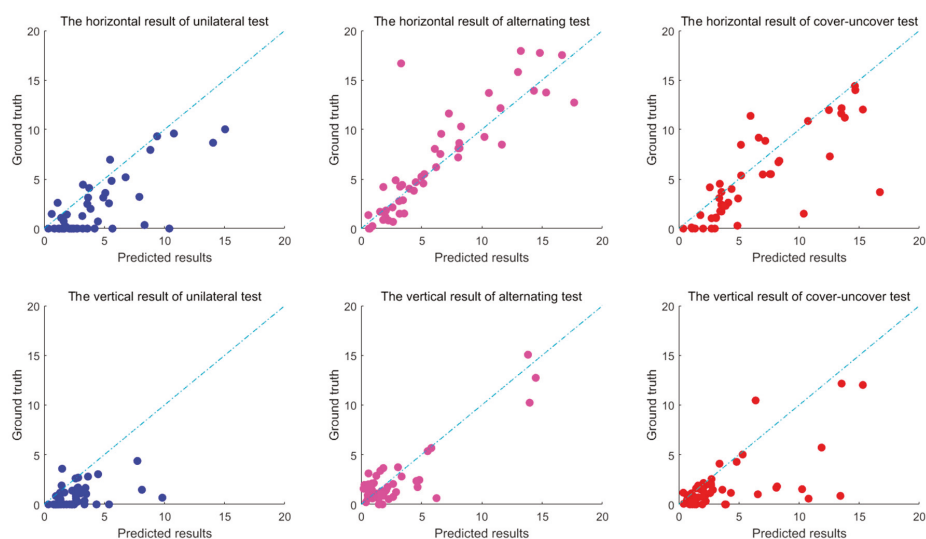 The horizontal result of unilateral test
20
15
10
5
0
Ground truth
0 5 10 15 20
Predicted results
The horizontal result of alternating test
20
15
10
5
0
Ground truth
0 5 10 15 20
Predicted results
The horizontal result of cover-uncover test
20
15
10
5
0
Ground truth
0 5 10 15 20
Predicted results
The vertical result of unilateral test
20
15
10
5
0
Ground truth
0 5 10 15 20
Predicted results
The vertical result of alternating test
20
15
10
5
0
Ground truth
0 5 10 15 20
Predicted results
The vertical result of cover-uncover test
20
15
10
5
0
Ground truth
0 5 10 15 20
Predicted results